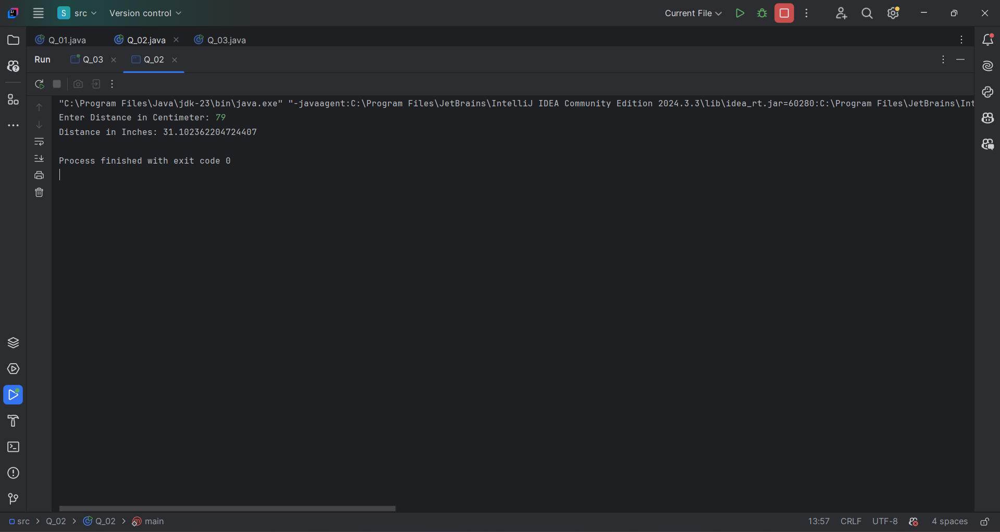 S src Version control Current File
Q_01.java Q_02.java Q_03.java
Run Q_03 Q_02
"C:\Program Files\Java\jdk-23\bin\java.exe" "-javaagent:C:\Program Files\JetBrains\IntelliJ IDEA Community Edition 2024.3.3\lib\idea_rt.jar=60280:C:\Program Files\JetBrains\Int
Enter Distance in Centimeter: 79
Distance in Inches: 31.102362204724407
Process finished with exit code 0
src > Q_02 > Q_02 > main 13:57 CRLF UTF-8 4 spaces